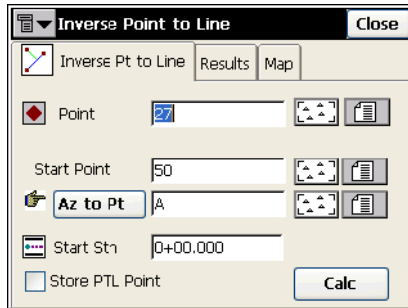 Inverse Point to Line Close
Inverse Pt to Line Results Map
Point 27
Start Point 50
Az to Pt A
Start Stn 0+00.000
Store PTL Point Calc